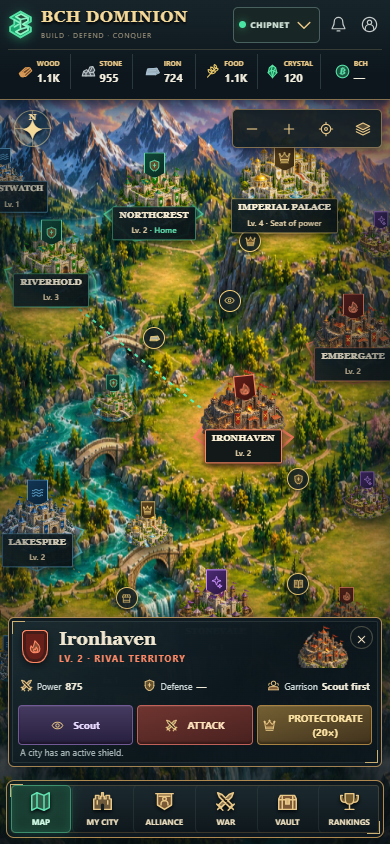 BCH DOMINION
BUILD · DEFEND · CONQUER
CHIPNET
WOOD
1.1K
STONE
955
IRON
724
FOOD
1.1K
CRYSTAL
120
BCH
—
N
STWATCH
Lv. 1
NORTHCREST
Lv. 2 · Home
IMPERIAL PALACE
Lv. 4 · Seat of power
RIVERHOLD
Lv. 3
EMBERGATE
Lv. 2
IRONHAVEN
Lv. 2
LAKESPIRE
Lv. 2
Ironhaven
LV. 2 · RIVAL TERRITORY
Power 875
Defense —
Garrison Scout first
Scout
ATTACK
PROTECTORATE
(20x)
A city has an active shield.
MAP
MY CITY
ALLIANCE
WAR
VAULT
RANKINGS